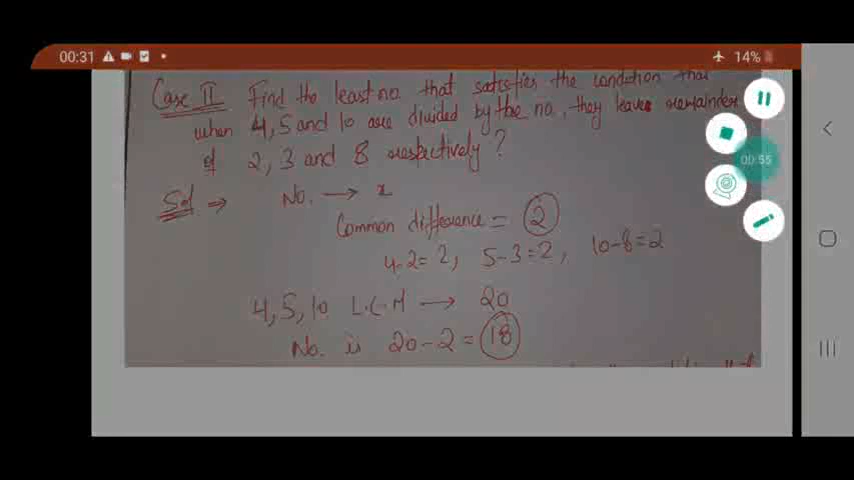 00:31
14%
Case II Find the least no. that satisfies the condition that
when 4, 5 and 10 are divided by the no., they leave remainder
of 2, 3 and 8 respectively?
00:55
Sol ⇒ No. → x
Common difference = 2
4-2=2, 5-3=2, 10-8=2
4, 5, 10 L.C.M → 20
No. is 20-2 = 18